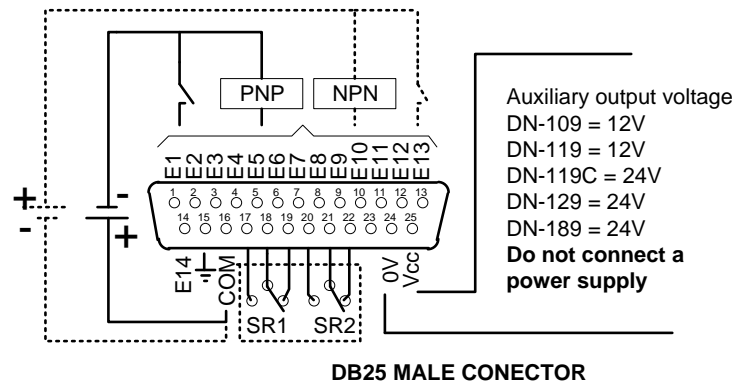 PNP NPN
E1 E2 E3 E4 E5 E6 E7 E8 E9 E10 E11 E12 E13
1 2 3 4 5 6 7 8 9 10 11 12 13
14 15 16 17 18 19 20 21 22 23 24 25
+
-
-
+
E14 COM 0V Vcc
SR1 SR2
Auxiliary output voltage
DN-109 = 12V
DN-119 = 12V
DN-119C = 24V
DN-129 = 24V
DN-189 = 24V
Do not connect a
power supply
DB25 MALE CONECTOR